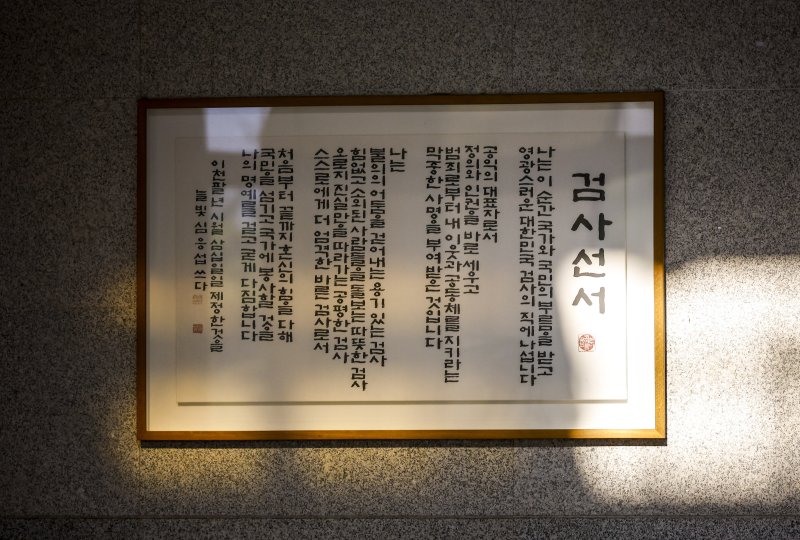 검사선서
나는 이 순간 국가와 국민의 부름을 받고
영광스러운 대한민국 검사의 직에 나섭니다
공익의 대표자로서
정의와 인권을 바로 세우고
범죄로부터 내 이웃과 공동체를 지키라는
막중한 사명을 부여받은 것입니다
나는
불의의 어둠을 걷어내는 용기 있는 검사
힘없고 소외된 사람들을 돌보는 따뜻한 검사
오로지 진실만을 따라가는 공평한 검사
스스로에게 더 엄격한 바른 검사로서
처음부터 끝까지 혼신의 힘을 다해
국민을 섬기고 국가에 봉사할 것을
나의 명예를 걸고 굳게 다짐합니다
이천팔년 시월 삼십일일 제정한것을
늘빛 심응섭 쓰다